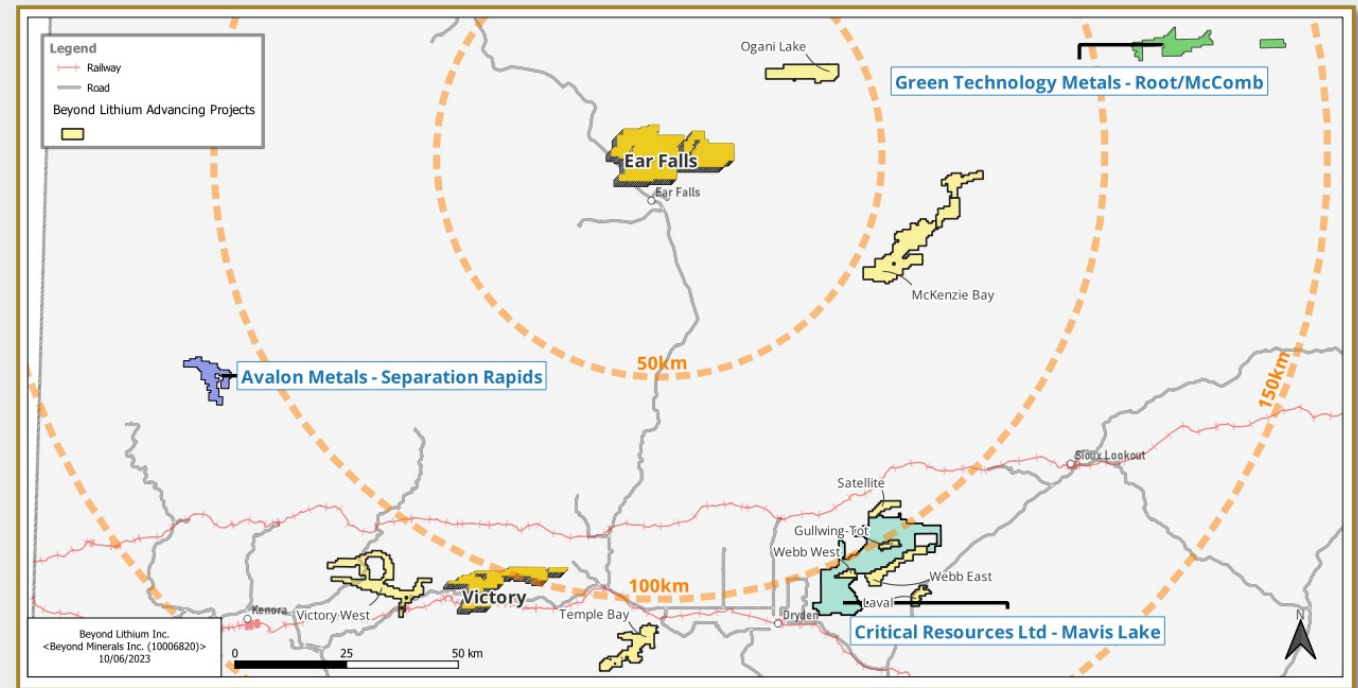 Legend
Railway
Road
Beyond Lithium Advancing Projects
Ogani Lake
Green Technology Metals - Root/McComb
Ear Falls
Ear Falls
McKenzie Bay
50km
Avalon Metals - Separation Rapids
150km
Sioux Lookout
Satellite
Gullwing-Tot
Webb West
Webb East
100km
Victory
Laval
Victory West
Kenora
Temple Bay
Dryden
Critical Resources Ltd - Mavis Lake
N
Beyond Lithium Inc.
<Beyond Minerals Inc. (10006820)>
10/06/2023
0 25 50 km